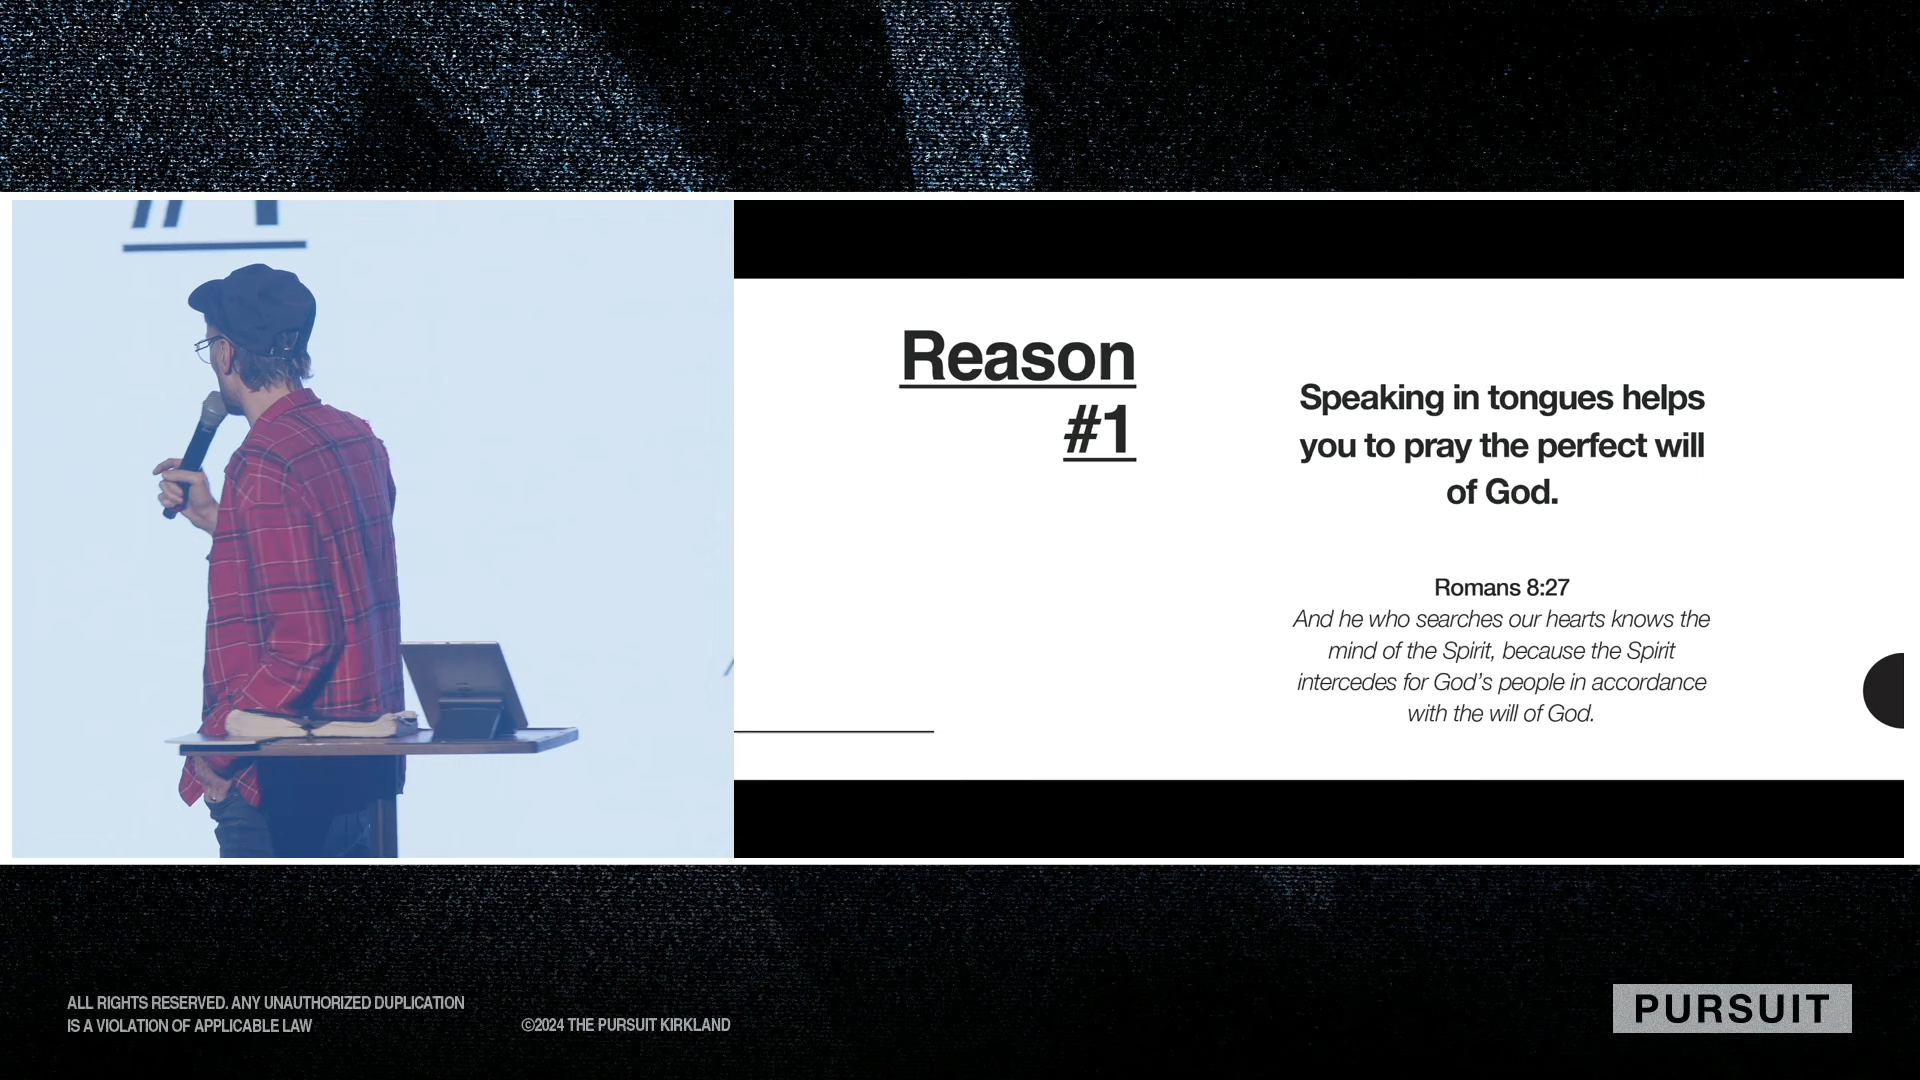 #1
Reason
#1
Speaking in tongues helps
you to pray the perfect will
of God.
Romans 8:27
And he who searches our hearts knows the
mind of the Spirit, because the Spirit
intercedes for God’s people in accordance
with the will of God.
ALL RIGHTS RESERVED. ANY UNAUTHORIZED DUPLICATION
IS A VIOLATION OF APPLICABLE LAW
©2024 THE PURSUIT KIRKLAND
PURSUIT